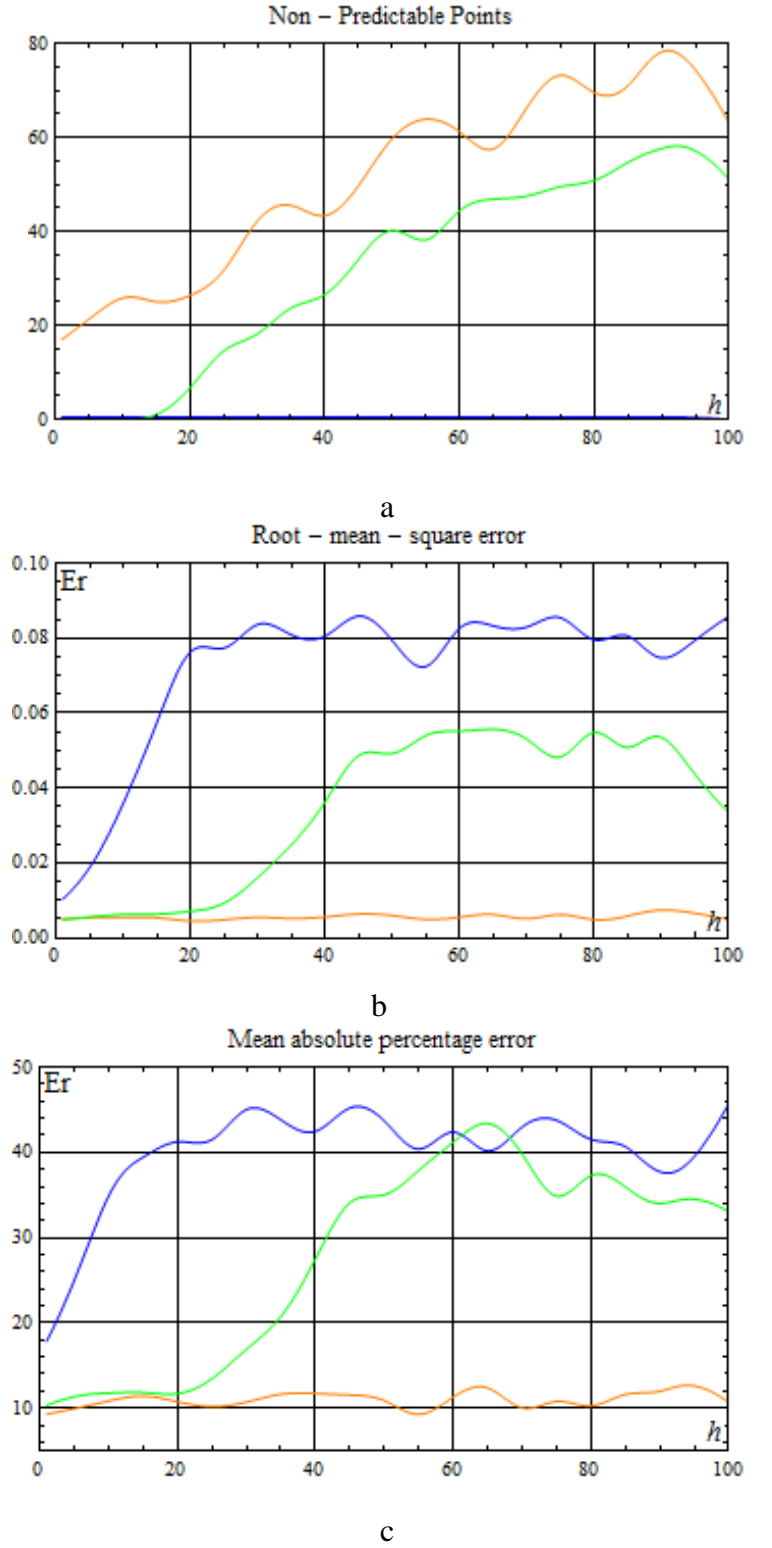 Non – Predictable Points
80
60
40
20
0
h
0 20 40 60 80 100
a
Root – mean – square error
0.10
Er
0.08
0.06
0.04
0.02
0.00
h
0 20 40 60 80 100
b
Mean absolute percentage error
50
Er
40
30
20
10
h
0 20 40 60 80 100
c